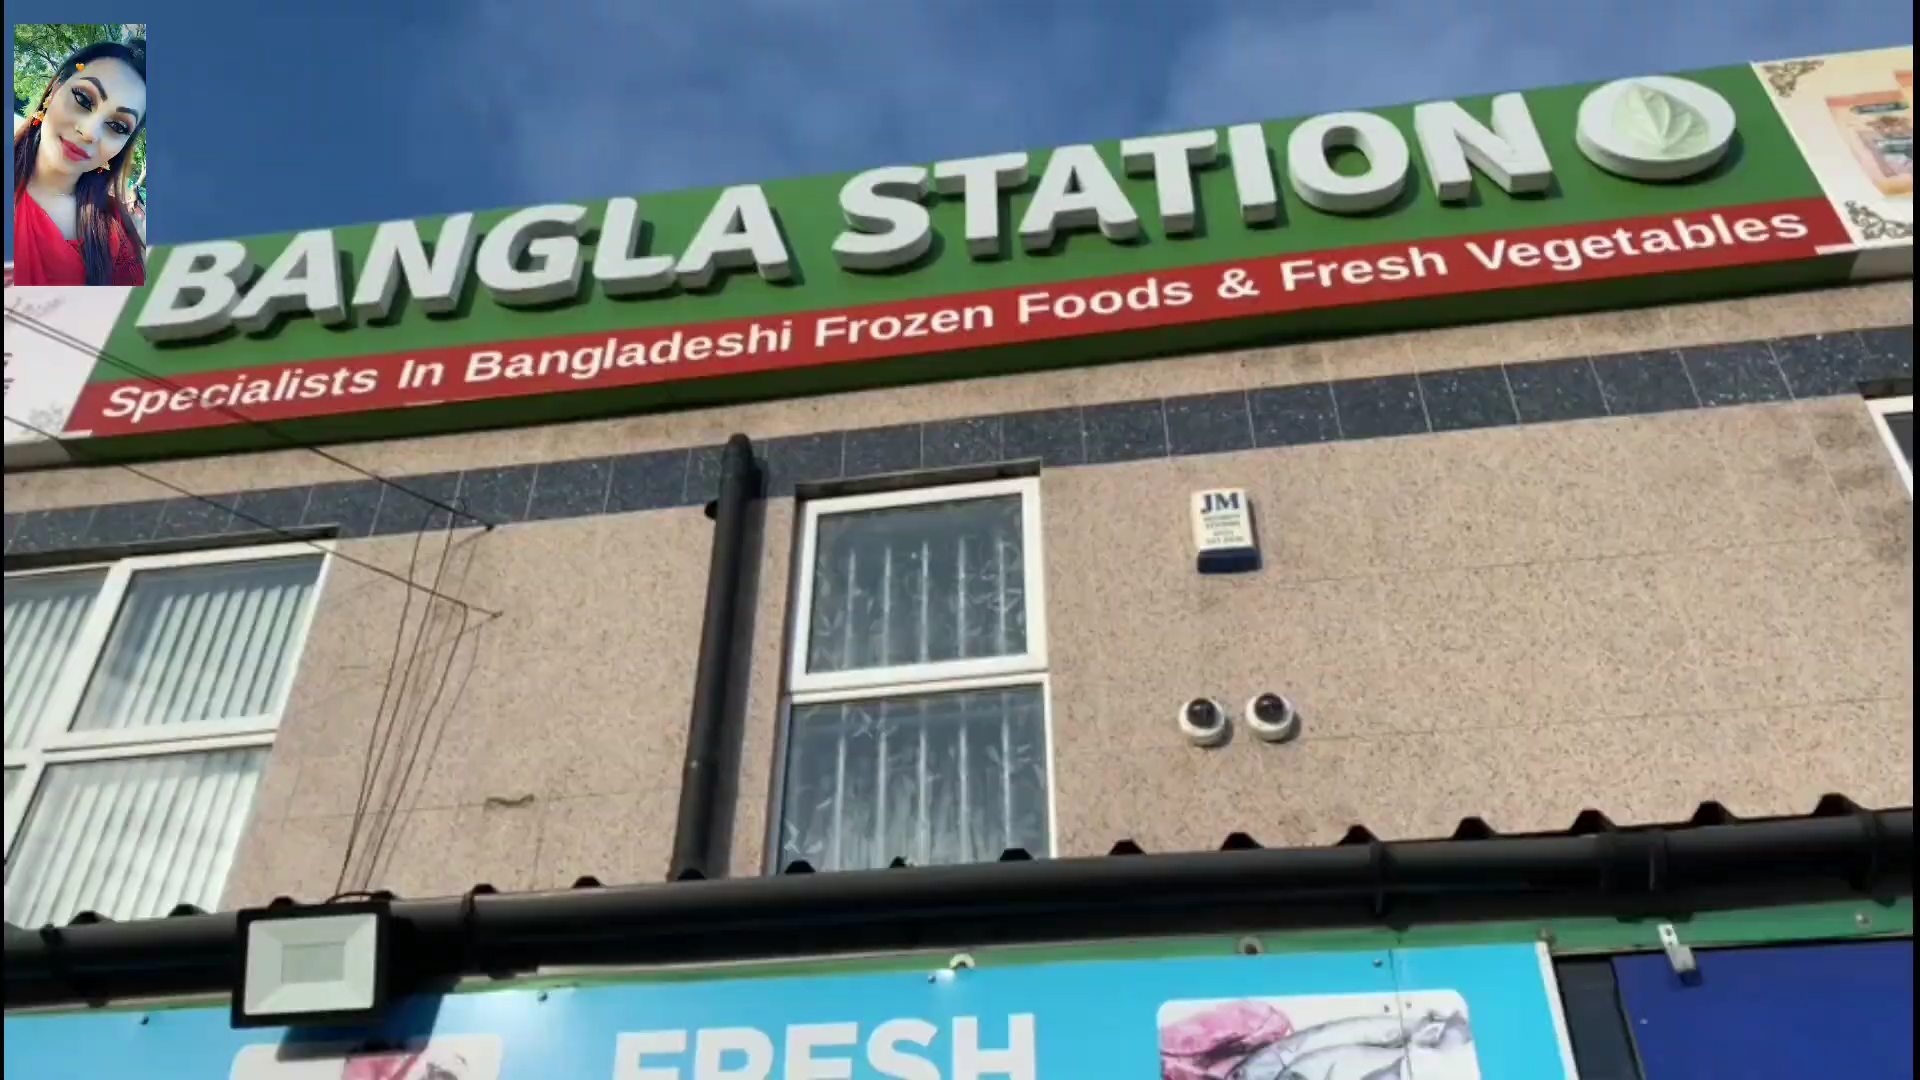 BANGLA STATION
Specialists In Bangladeshi Frozen Foods & Fresh Vegetables
JM
FRESH